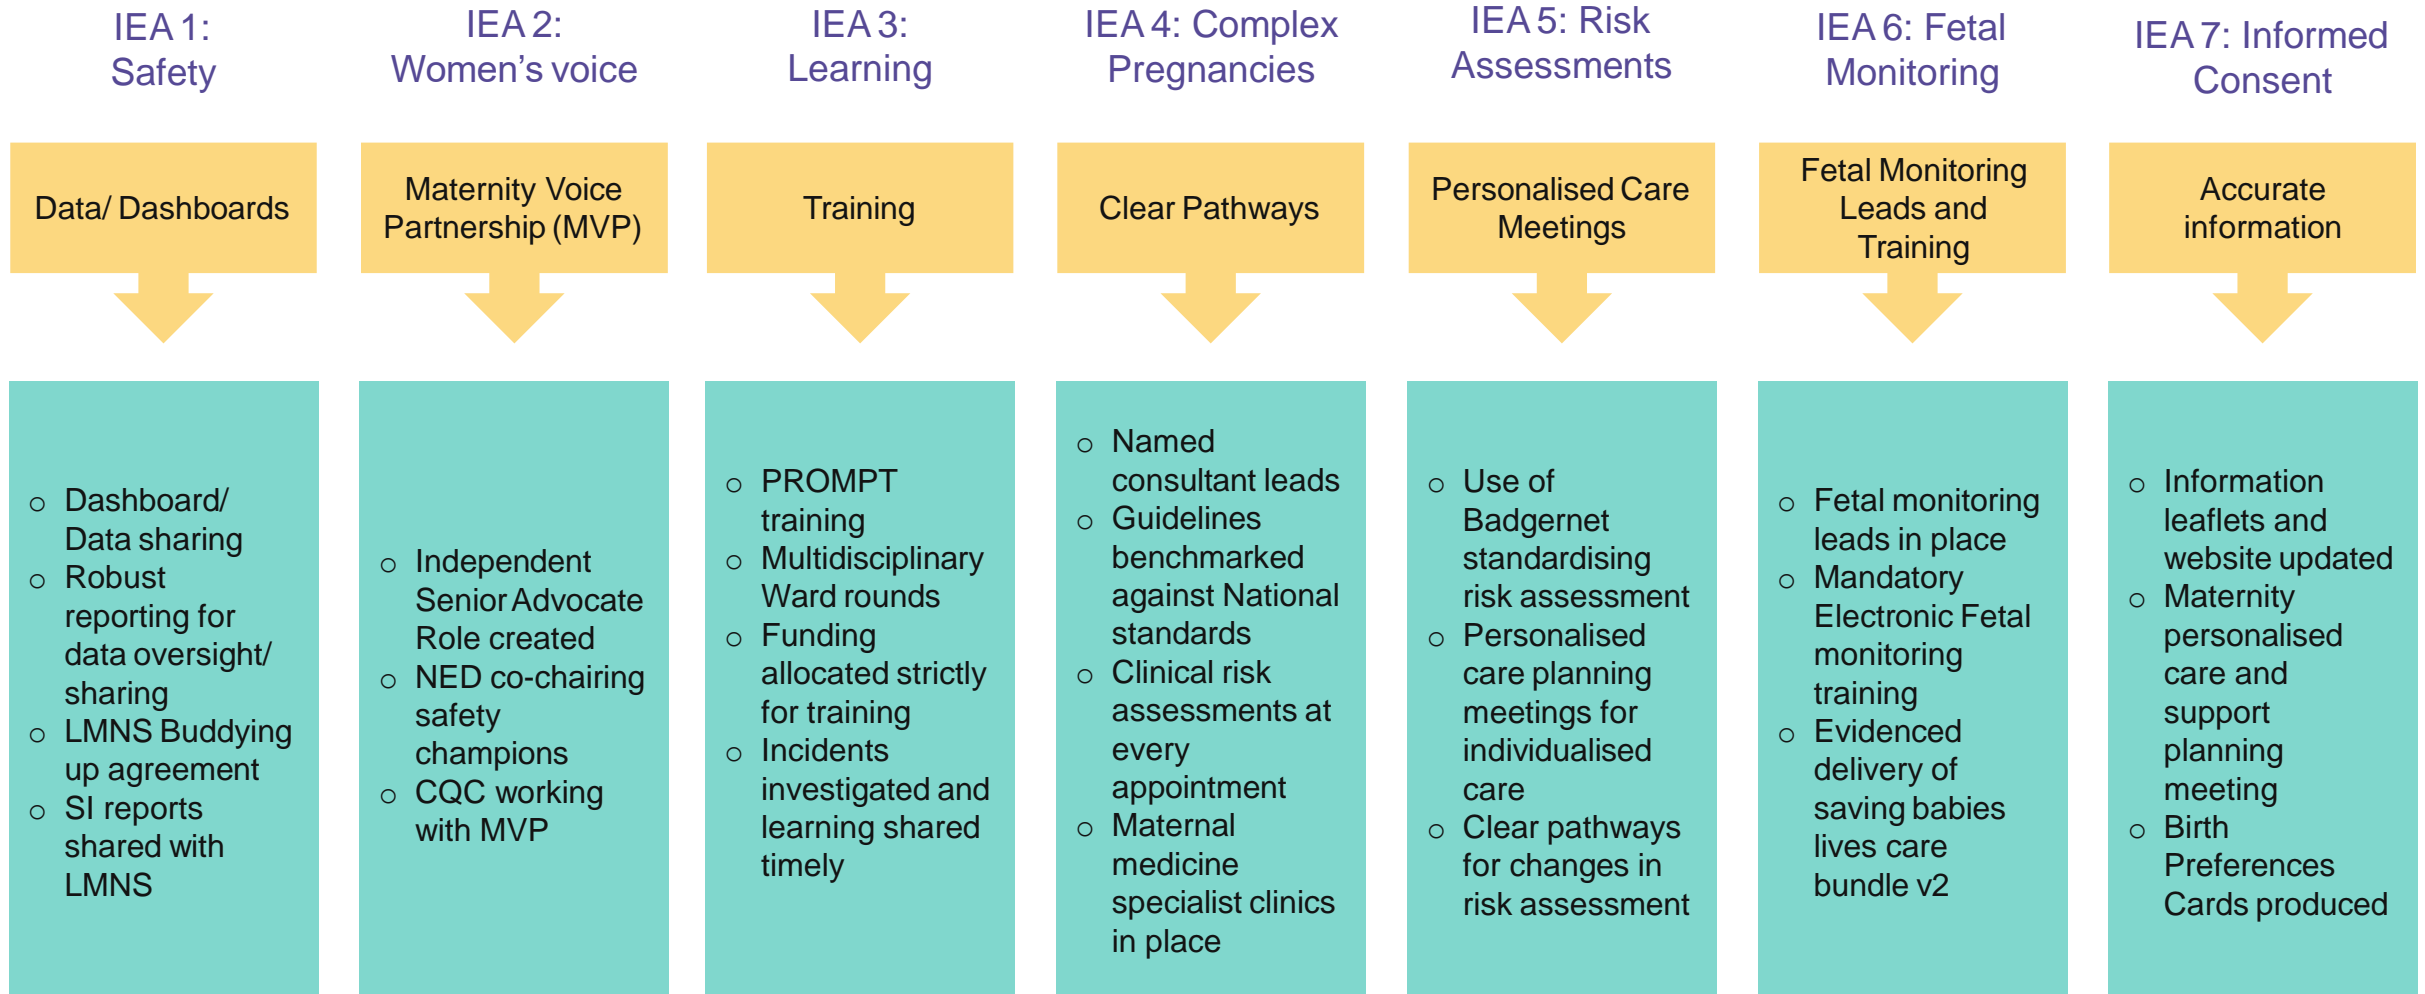 IEA 1:
Safety
Data/ Dashboards
o Dashboard/
Data sharing
o Robust
reporting for
data oversight/
sharing
o LMNS Buddying
up agreement
o SI reports
shared with
LMNS
IEA 2:
Women’s voice
Maternity Voice
Partnership (MVP)
o Independent
Senior Advocate
Role created
o NED co-chairing
safety
champions
o CQC working
with MVP
IEA 3:
Learning
Training
o PROMPT
training
o Multidisciplinary
Ward rounds
o Funding
allocated strictly
for training
o Incidents
investigated and
learning shared
timely
IEA 4: Complex
Pregnancies
Clear Pathways
o Named
consultant leads
o Guidelines
benchmarked
against National
standards
o Clinical risk
assessments at
every
appointment
o Maternal
medicine
specialist clinics
in place
IEA 5: Risk
Assessments
Personalised Care
Meetings
o Use of
Badgernet
standardising
risk assessment
o Personalised
care planning
meetings for
individualised
care
o Clear pathways
for changes in
risk assessment
IEA 6: Fetal
Monitoring
Fetal Monitoring
Leads and
Training
o Fetal monitoring
leads in place
o Mandatory
Electronic Fetal
monitoring
training
o Evidenced
delivery of
saving babies
lives care
bundle v2
IEA 7: Informed
Consent
Accurate
information
o Information
leaflets and
website updated
o Maternity
personalised
care and
support
planning
meeting
o Birth
Preferences
Cards produced